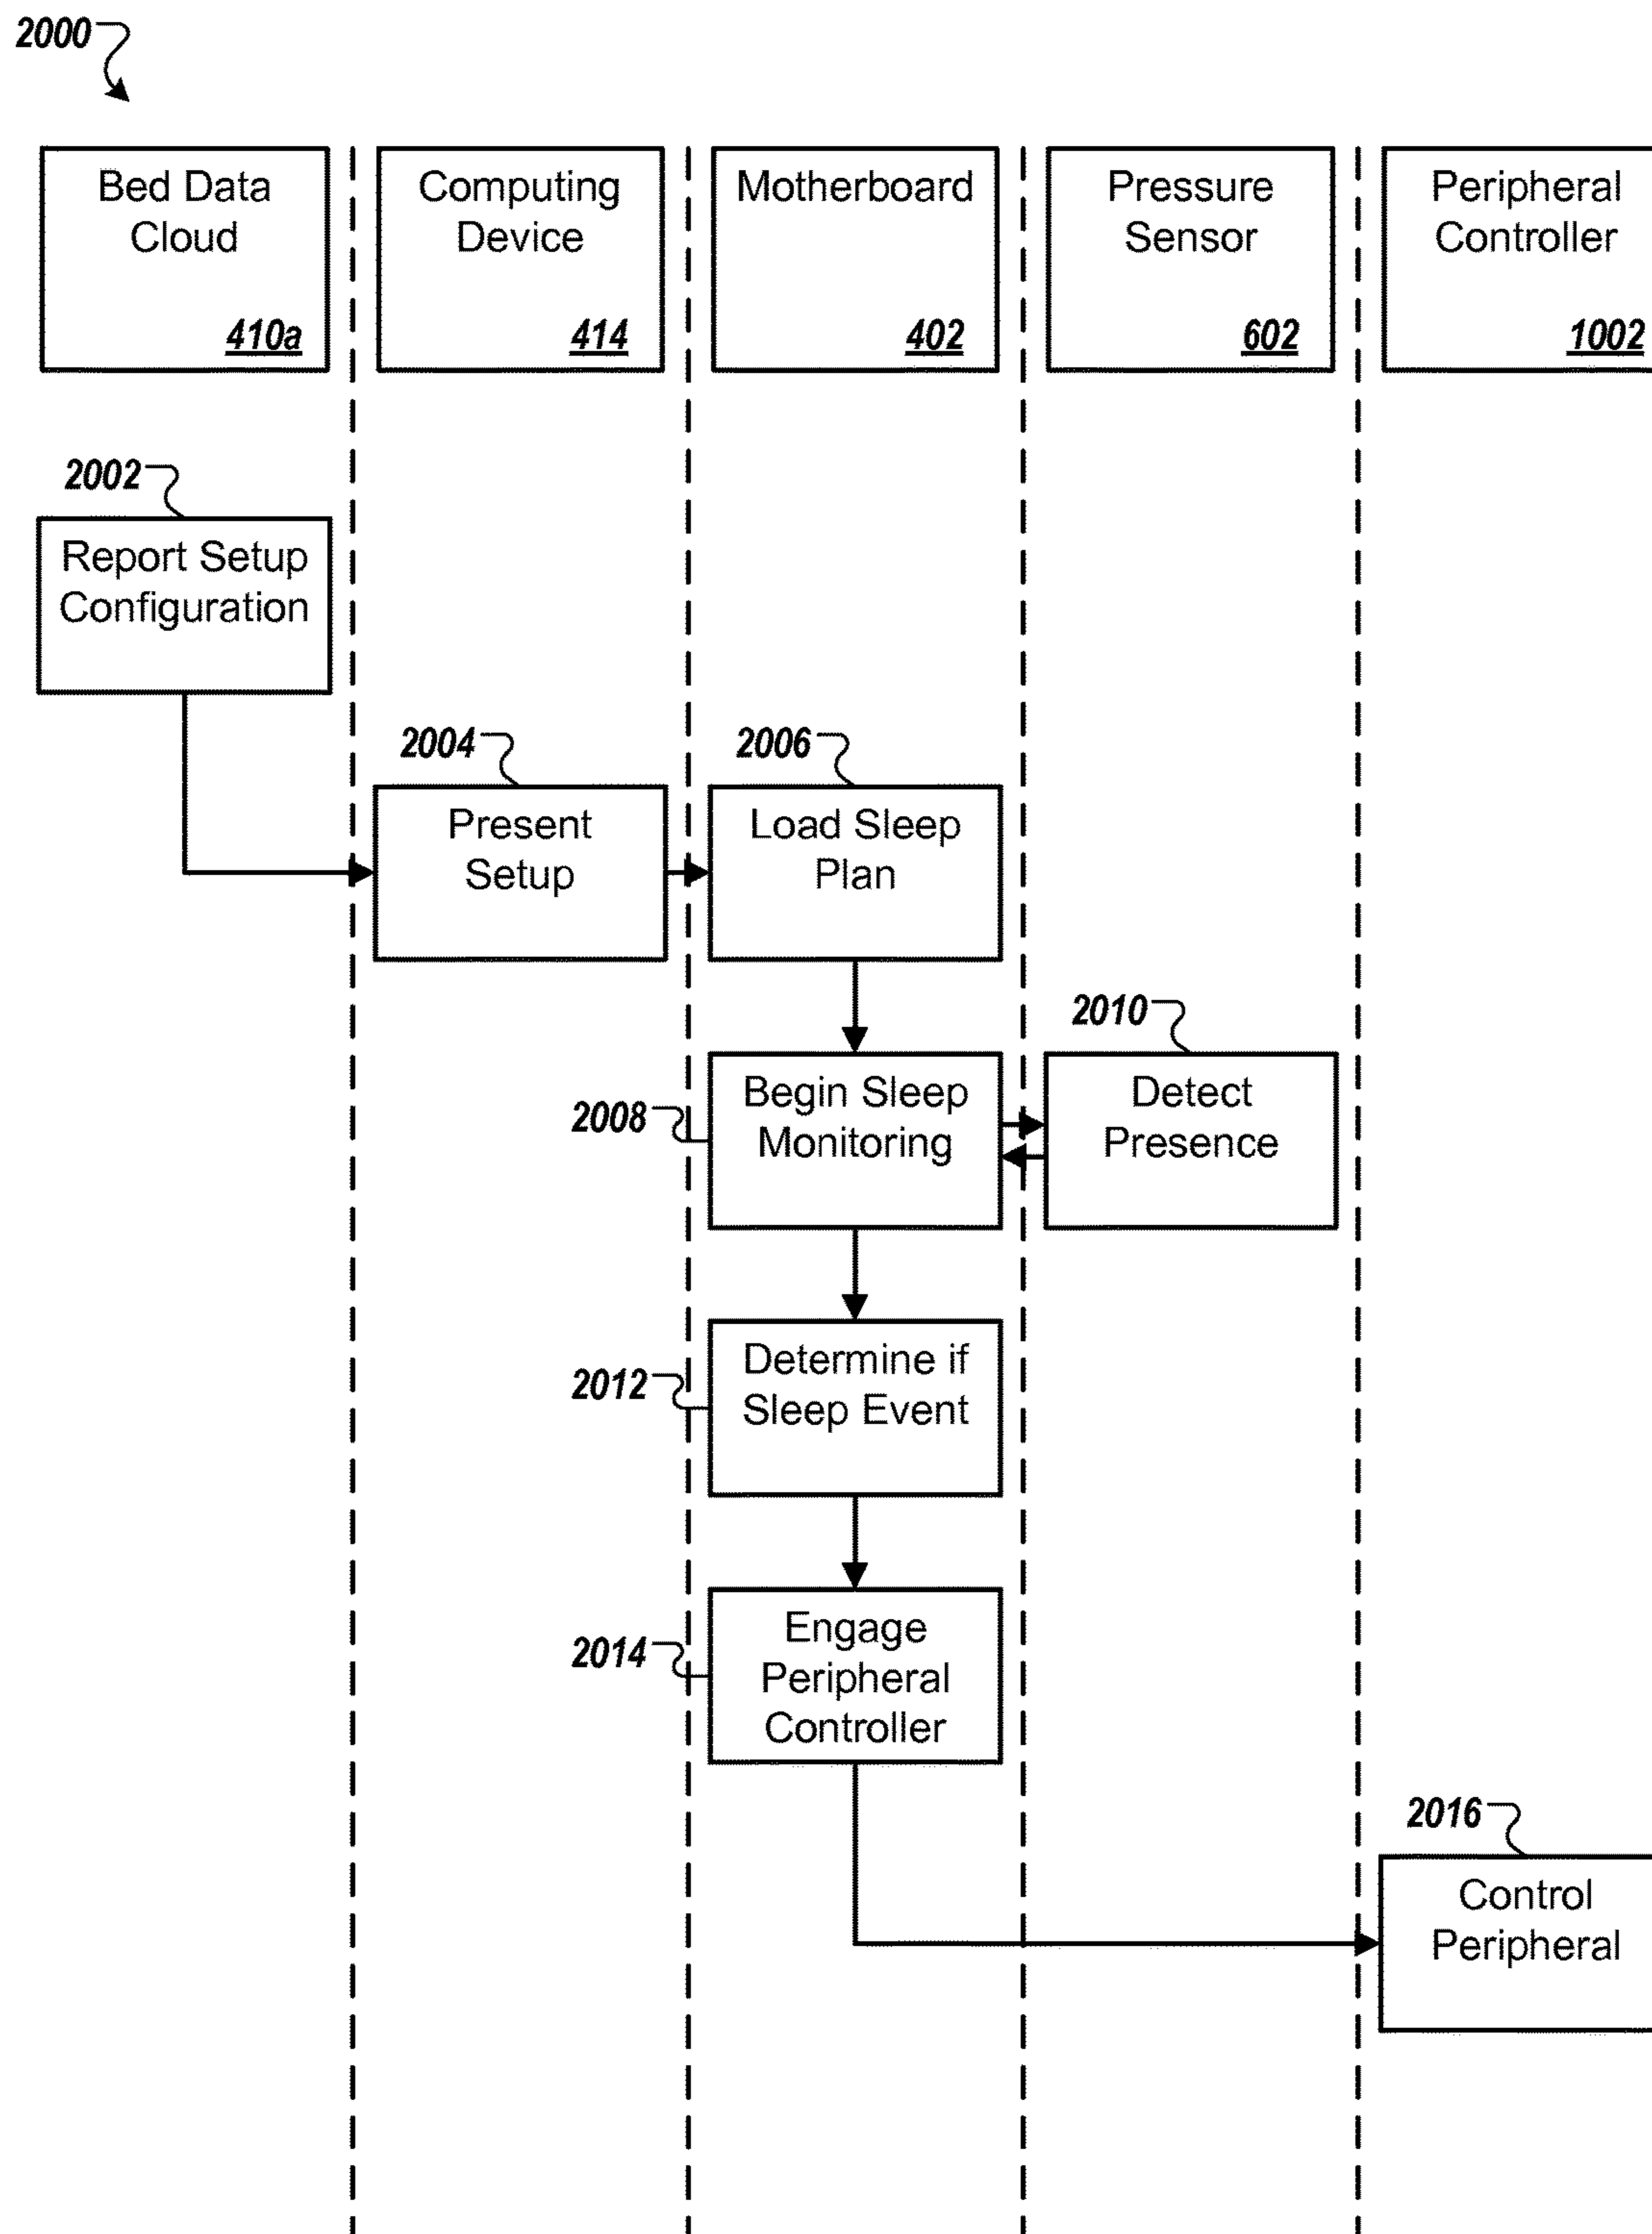 2000
Bed Data
Cloud
410a
Computing
Device
414
Motherboard
402
Pressure
Sensor
602
Peripheral
Controller
1002
2002
Report Setup
Configuration
2004
Present
Setup
2006
Load Sleep
Plan
2008
Begin Sleep
Monitoring
2010
Detect
Presence
2012
Determine if
Sleep Event
2014
Engage
Peripheral
Controller
2016
Control
Peripheral